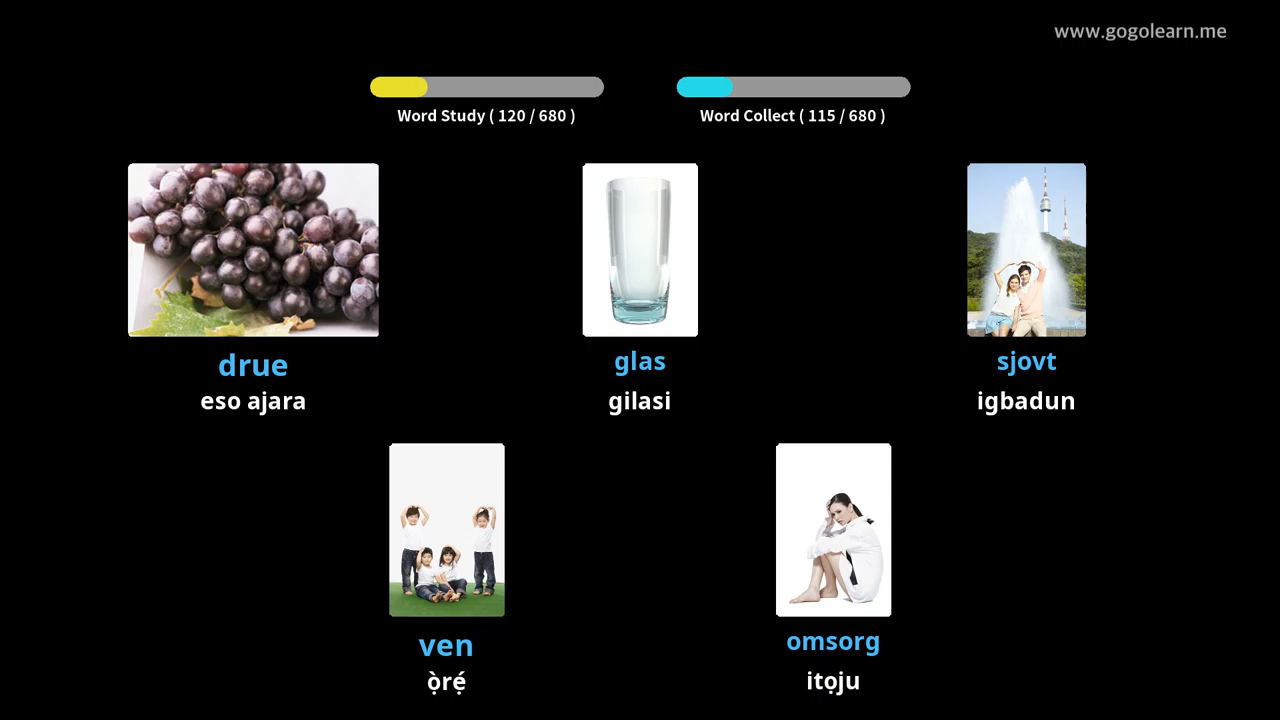 www.gogolearn.me
Word Study ( 120 / 680 )
Word Collect ( 115 / 680 )
drue
eso ajara
glas
gilasi
sjovt
igbadun
ven
ọ̀rẹ́
omsorg
itọju